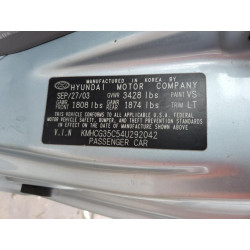 MANUFACTURED IN KOREA BY
HYUNDAI MOTOR COMPANY
SEP/27/03 GVWR 3428 lbs PAINT VS
GAWR FRONT 1808 lbs GAWR REAR 1874 lbs TRIM LT
THIS VEHICLE CONFORMS TO ALL APPLICABLE
U.S FEDERAL MOTOR VEHICLE SAFETY BUMPER, AND
THEFT PREVENTION STANDARDS IN EFFECT ON THE
DATE OF MANUFACTURE SHOWN ABOVE.
V.I.N KMHCG35C54U292042
PASSENGER CAR